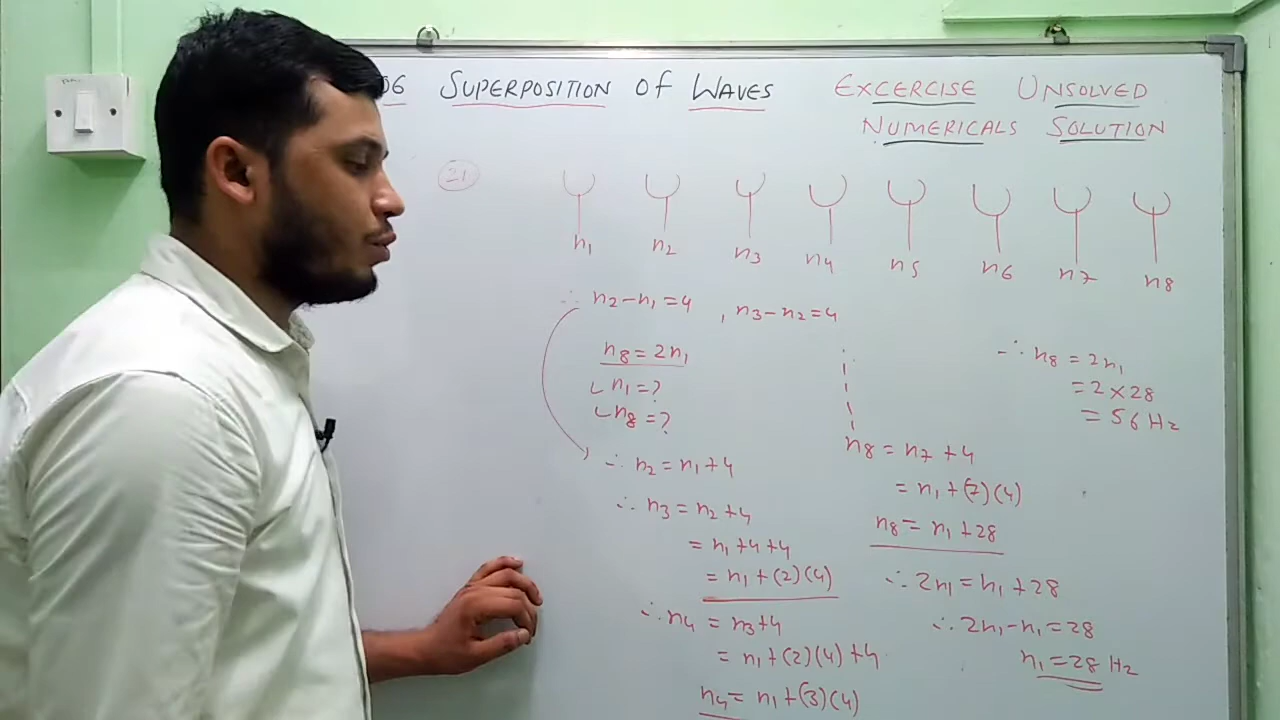 06 SUPERPOSITION OF WAVES
EXCERCISE UNSOLVED
NUMERICALS SOLUTION
21
n1 n2 n3 n4 n5 n6 n7 n8
∴ n2-n1=4 , n3-n2=4
n8=2n1
n1=?
n8=?
∴ n2=n1+4
∴ n3=n2+4
=n1+4+4
=n1+(2)(4)
∴ n4=n3+4
=n1+(2)(4)+4
n4=n1+(3)(4)
n8=n7+4
=n1+(7)(4)
n8=n1+28
∴ 2n1=n1+28
∴ 2n1-n1=28
n1=28 Hz
∴ n8=2n1
=2×28
=56 Hz